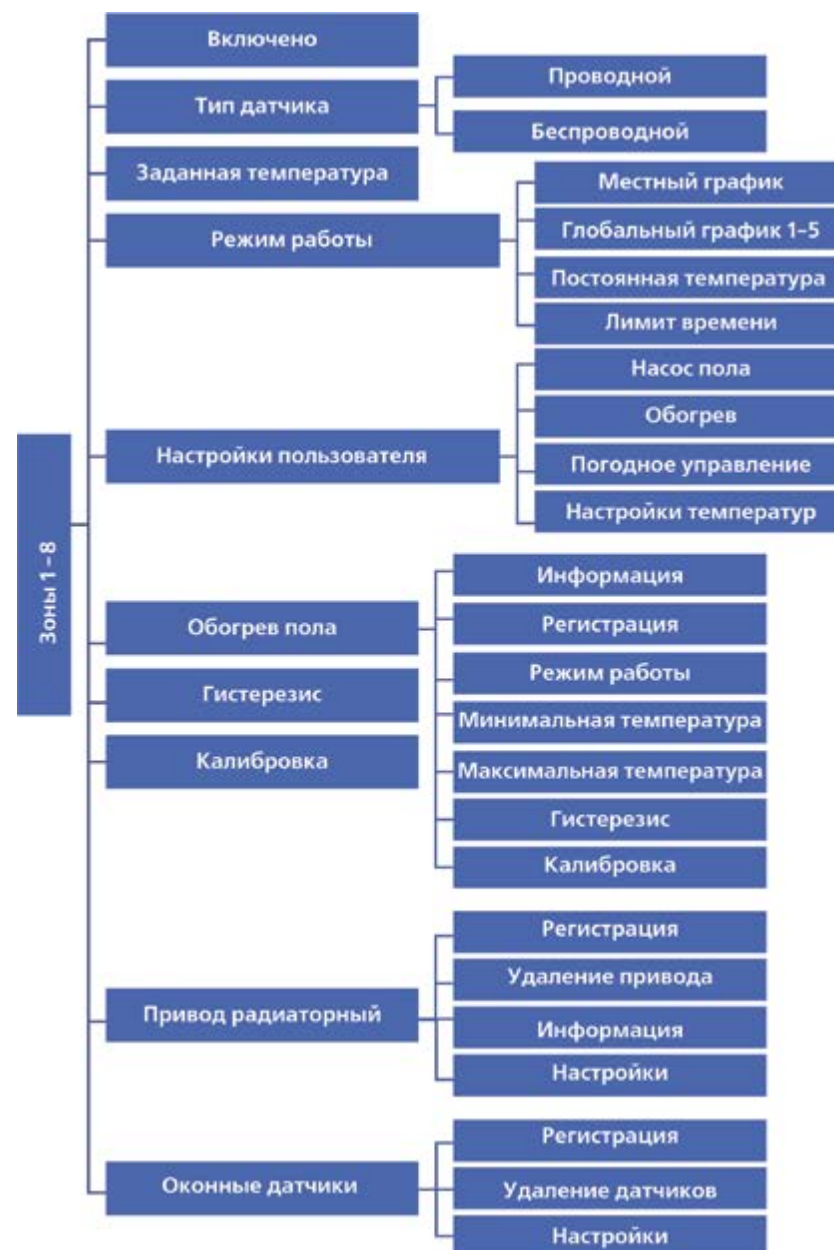 Зоны 1–8
Включено
Тип датчика
Проводной
Беспроводной
Заданная температура
Режим работы
Местный график
Глобальный график 1–5
Постоянная температура
Лимит времени
Настройки пользователя
Насос пола
Обогрев
Погодное управление
Настройки температур
Обогрев пола
Информация
Регистрация
Режим работы
Минимальная температура
Максимальная температура
Гистерезис
Калибровка
Гистерезис
Калибровка
Привод радиаторный
Регистрация
Удаление привода
Информация
Настройки
Оконные датчики
Регистрация
Удаление датчиков
Настройки